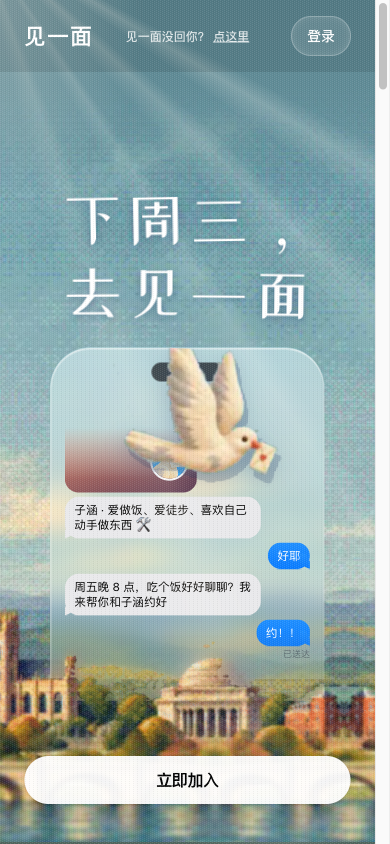 见一面
见一面没回你？ 点这里
登录
下周三，
去见一面
子涵 · 爱做饭、爱徒步、喜欢自己
动手做东西 🛠️
好耶
周五晚 8 点，吃个饭好好聊聊？我
来帮你和子涵约好
约！！
已送达
立即加入